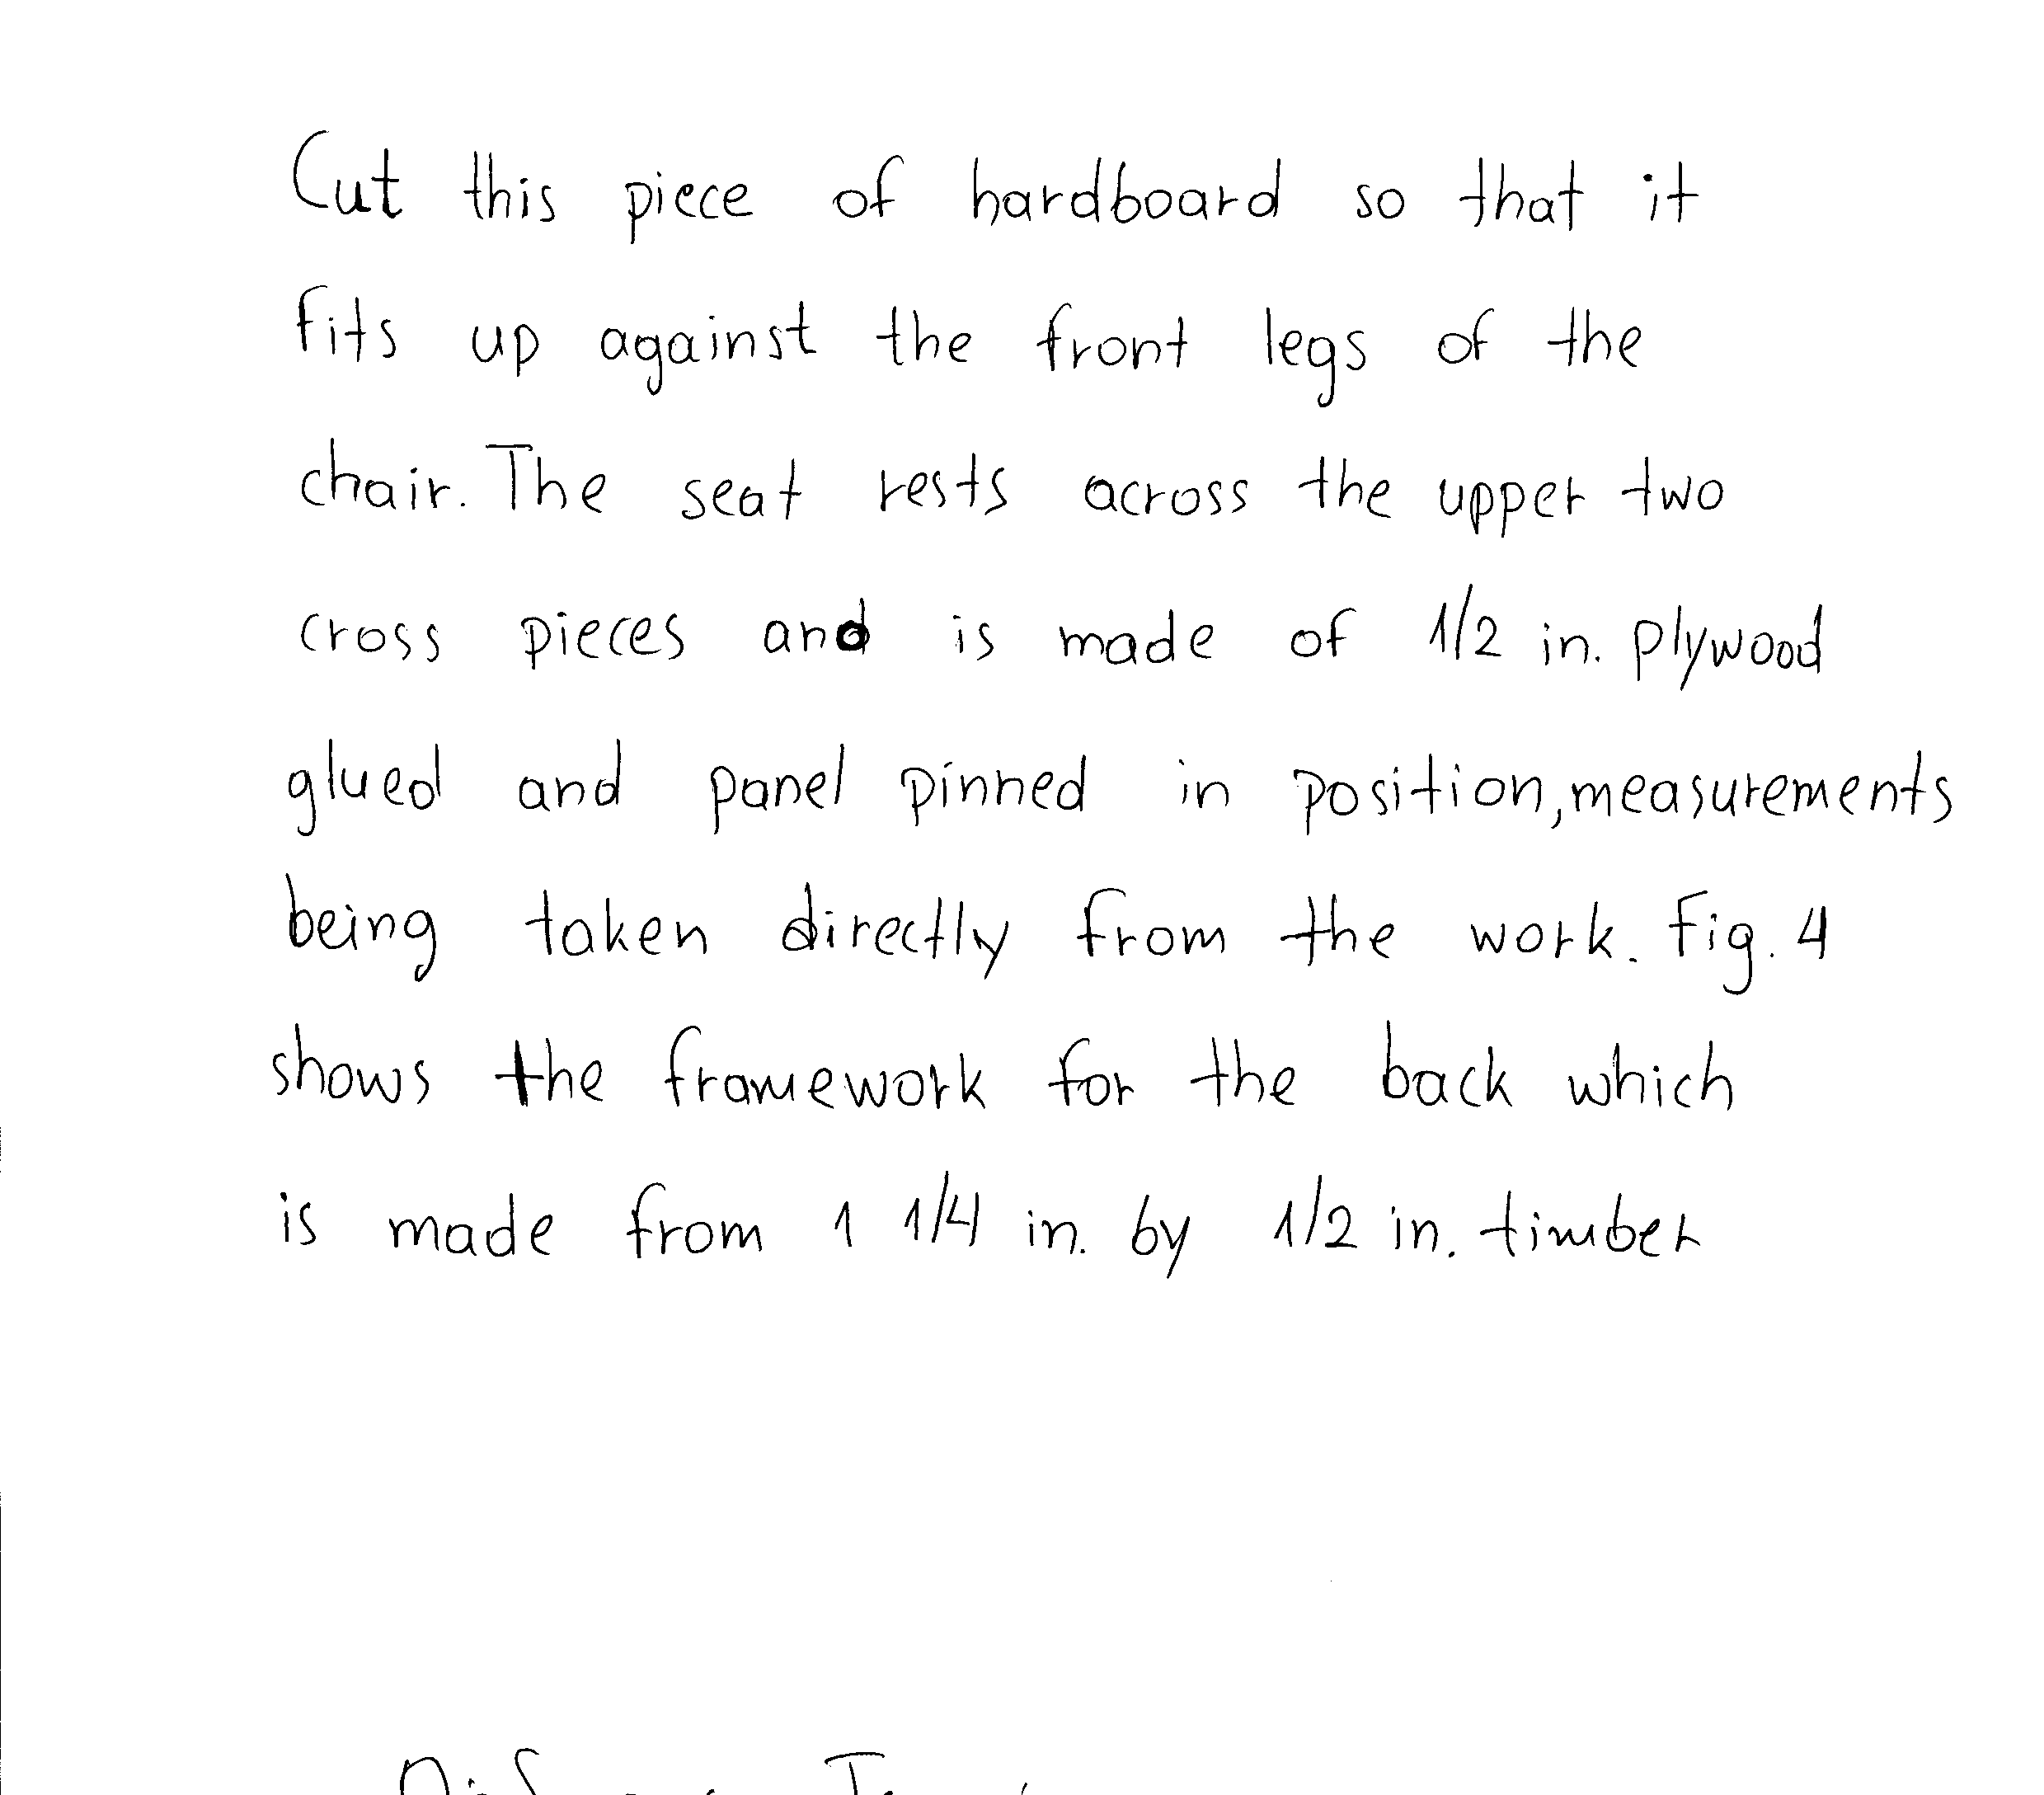 Cut this piece of hardboard so that it
fits up against the front legs of the
chair. The seat rests across the upper two
cross pieces and is made of 1/2 in. plywood
glued and panel pinned in position, measurements
being taken directly from the work. Fig. 4
shows the framework for the back which
is made from 1 1/4 in. by 1/2 in. timber